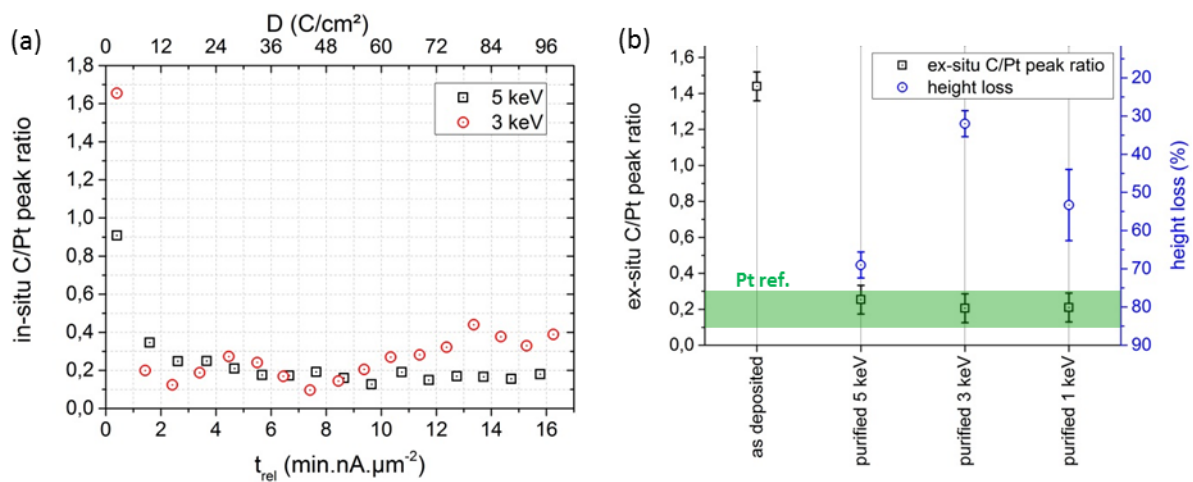 (a)
D (C/cm²)
0 12 24 36 48 60 72 84 96
in-situ C/Pt peak ratio
1,8
1,6
1,4
1,2
1,0
0,8
0,6
0,4
0,2
0,0
5 keV
3 keV
0 2 4 6 8 10 12 14 16
t_rel (min.nA.µm⁻²)
(b)
ex-situ C/Pt peak ratio
1,6
1,4
1,2
1,0
0,8
0,6
0,4
0,2
0,0
ex-situ C/Pt peak ratio
height loss
Pt ref.
20
30
40
50
60
70
80
90
height loss (%)
as deposited
purified 5 keV
purified 3 keV
purified 1 keV